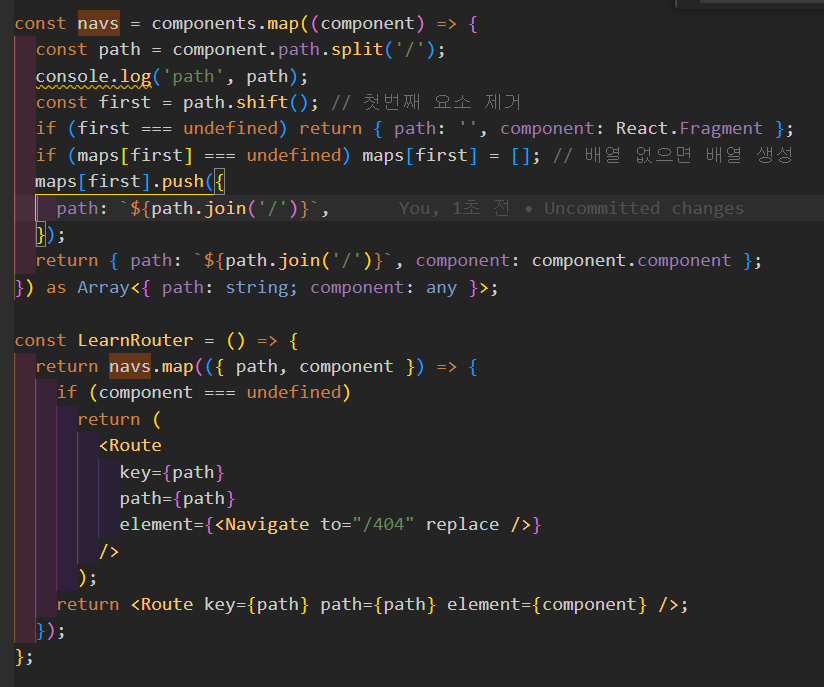 const navs = components.map((component) => {
  const path = component.path.split('/');
  console.log('path', path);
  const first = path.shift(); // 첫번째 요소 제거
  if (first === undefined) return { path: '', component: React.Fragment };
  if (maps[first] === undefined) maps[first] = []; // 배열 없으면 배열 생성
  maps[first].push({
    path: `${path.join('/')}`,      You, 1초 전 • Uncommitted changes
  });
  return { path: `${path.join('/')}`, component: component.component };
}) as Array<{ path: string; component: any }>;

const LearnRouter = () => {
  return navs.map(({ path, component }) => {
    if (component === undefined)
      return (
        <Route
          key={path}
          path={path}
          element={<Navigate to="/404" replace />}
        />
      );
    return <Route key={path} path={path} element={component} />;
  });
};